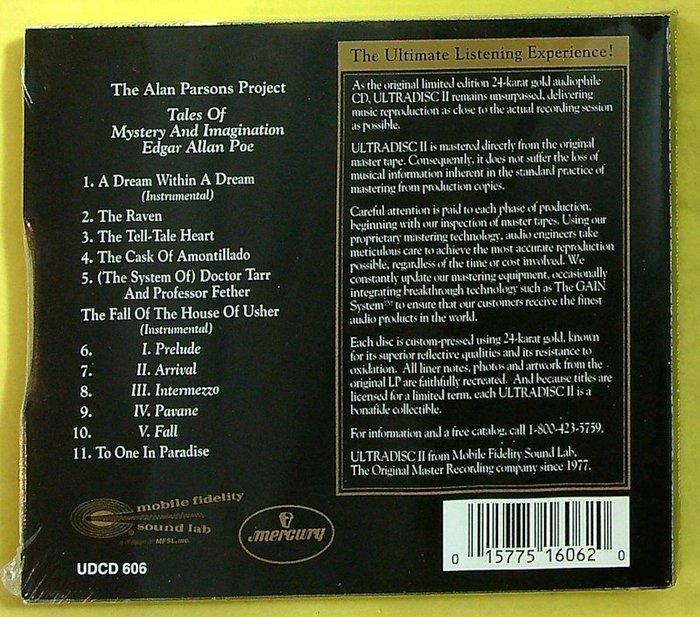 The Alan Parsons Project
Tales Of
Mystery And Imagination
Edgar Allan Poe
1. A Dream Within A Dream
(Instrumental)
2. The Raven
3. The Tell-Tale Heart
4. The Cask Of Amontillado
5. (The System Of) Doctor Tarr
And Professor Fether
The Fall Of The House Of Usher
(Instrumental)
6. I. Prelude
7. II. Arrival
8. III. Intermezzo
9. IV. Pavane
10. V. Fall
11. To One In Paradise
mobile fidelity
sound lab
a division of MFSL, INC.
mercury
UDCD 606
The Ultimate Listening Experience!
As the original limited edition 24-karat gold audiophile
CD, ULTRADISC II remains unsurpassed, delivering
music reproduction as close to the actual recording session
as possible.
ULTRADISC II is mastered directly from the original
master tape. Consequently, it does not suffer the loss of
musical information inherent in the standard practice of
mastering from production copies.
Careful attention is paid to each phase of production,
beginning with our inspection of master tapes. Using our
proprietary mastering technology, audio engineers take
meticulous care to achieve the most accurate reproduction
possible, regardless of the time or cost involved. We
constantly update our mastering equipment, occasionally
integrating breakthrough technology such as The GAIN
System™ to ensure that our customers receive the finest
audio products in the world.
Each disc is custom-pressed using 24-karat gold, known
for its superior reflective qualities and its resistance to
oxidation. All liner notes, photos and artwork from the
original LP are faithfully recreated. And because titles are
licensed for a limited term, each ULTRADISC II is a
bonafide collectible.
For information and a free catalog, call 1-800-423-5759.
ULTRADISC II from Mobile Fidelity Sound Lab,
The Original Master Recording company since 1977.
0 15775 16062 0